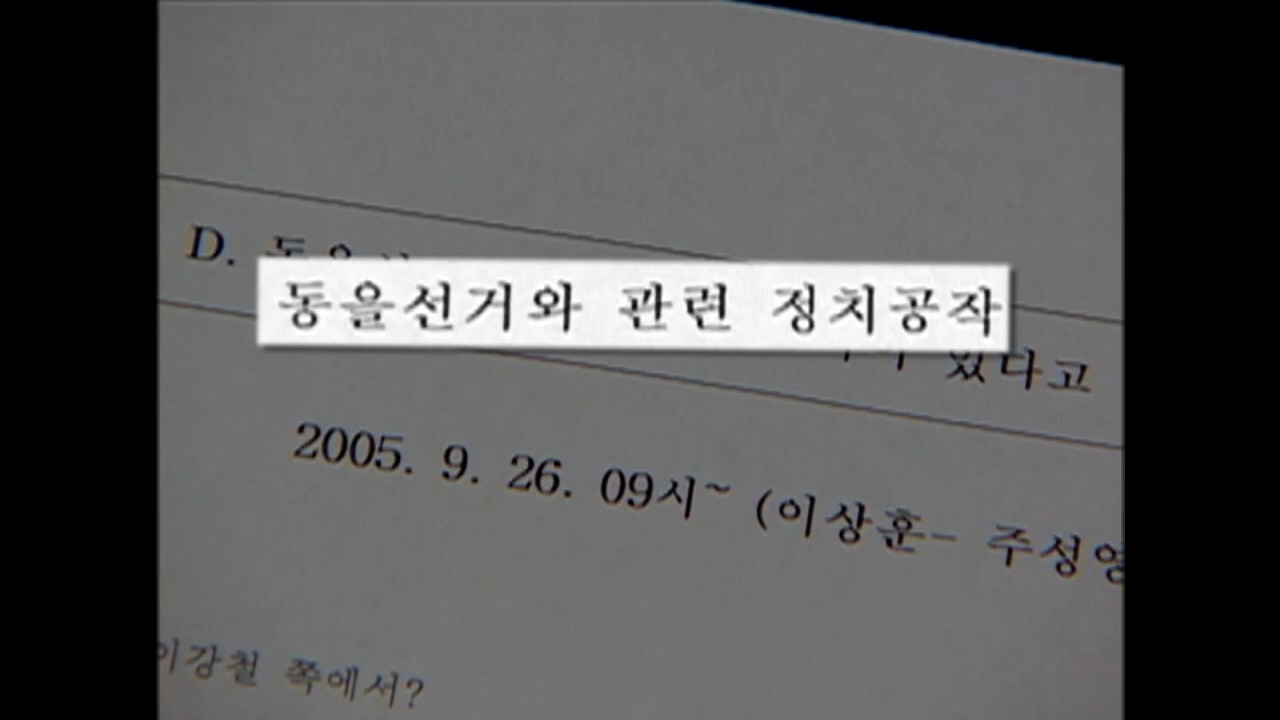 D.
동을선거와 관련 정치공작
있다고
2005. 9. 26. 09시~ (이상훈- 주성영
이강철 쪽에서?